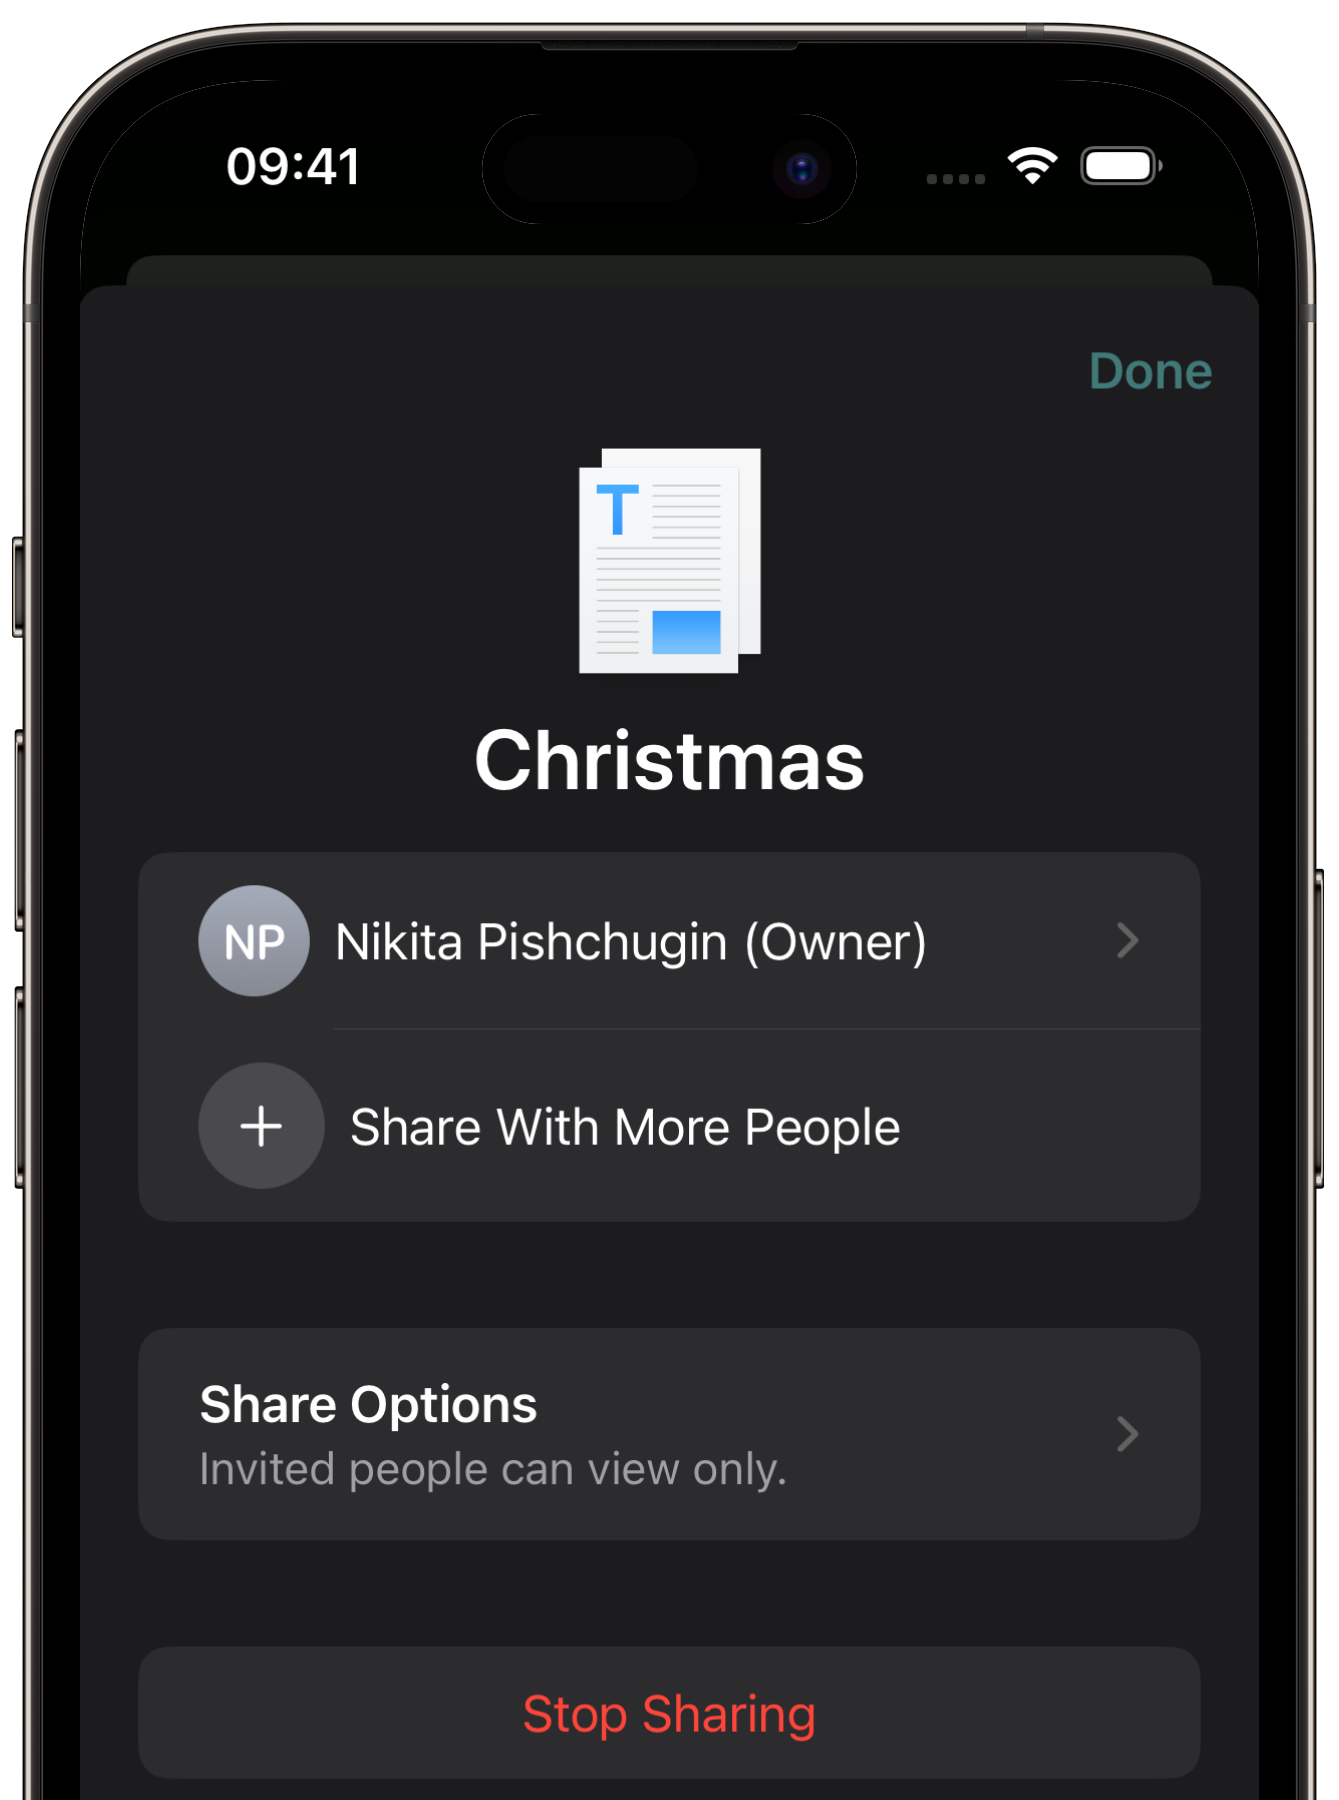 09:41
Done
T
Christmas
NP
Nikita Pishchugin (Owner)
Share With More People
Share Options
Invited people can view only.
Stop Sharing